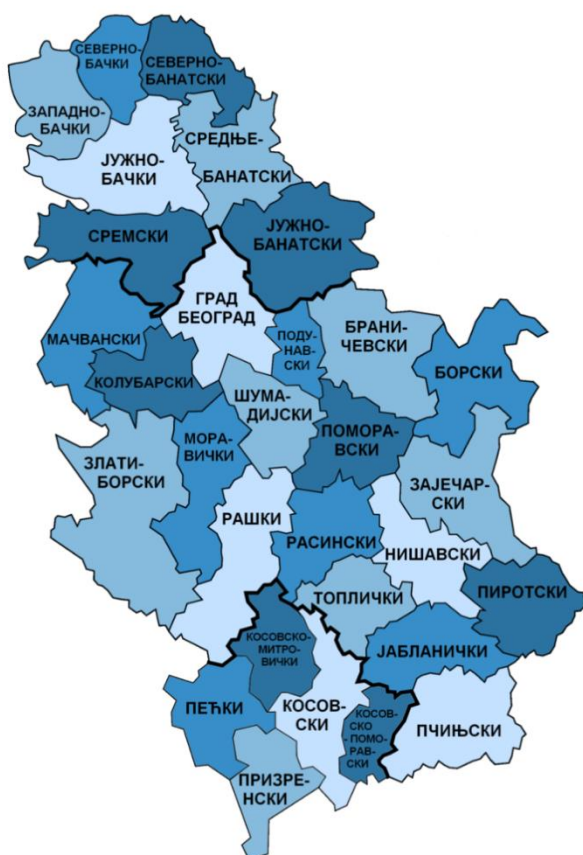 СЕВЕРНО-
БАЧКИ
СЕВЕРНО-
БАНАТСКИ
ЗАПАДНО-
БАЧКИ
ЈУЖНО-
БАЧКИ
СРЕДЊЕ-
БАНАТСКИ
СРЕМСКИ
ЈУЖНО-
БАНАТСКИ
ГРАД
БЕОГРАД
МАЧВАНСКИ
КОЛУБАРСКИ
ПОДУ-
НАВ-
СКИ
БРАНИ-
ЧЕВСКИ
БОРСКИ
ШУМА-
ДИЈСКИ
ПОМОРА-
ВСКИ
ЗЛАТИ-
БОРСКИ
МОРА-
ВИЧКИ
ЗАЈЕЧАР-
СКИ
РАШКИ
РАСИНСКИ
НИШАВСКИ
ТОПЛИЧКИ
ПИРОТСКИ
КОСОВСКО-
МИТРО-
ВИЧКИ
ЈАБЛАНИЧКИ
ПЕЋКИ
КОСОВ-
СКИ
КОСОВ-
СКО
- ПОМО-
РАВ-
СКИ
ПЧИЊСКИ
ПРИЗРЕ-
НСКИ